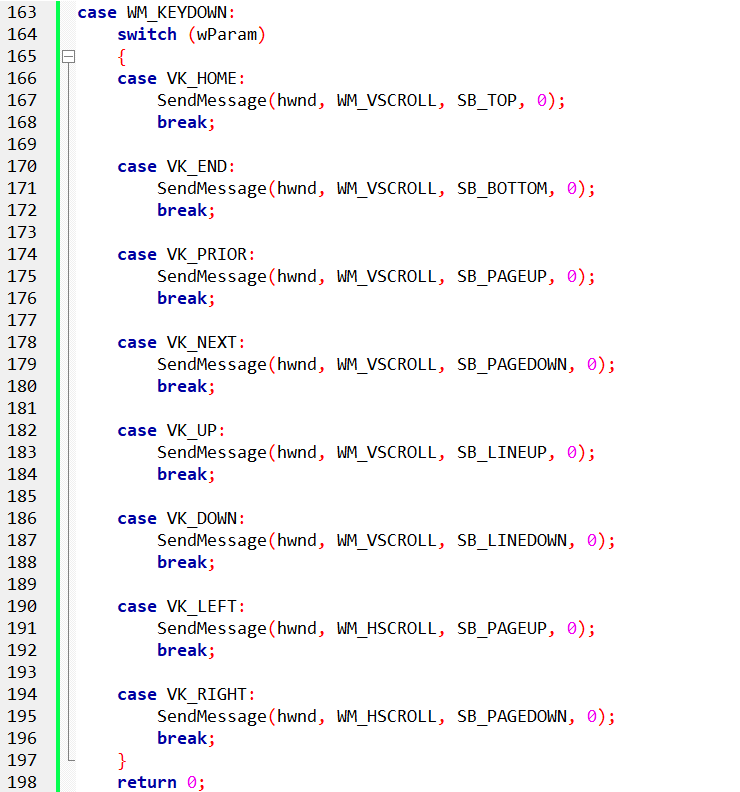 163 case WM_KEYDOWN:
164     switch (wParam)
165     {
166     case VK_HOME:
167         SendMessage(hwnd, WM_VSCROLL, SB_TOP, 0);
168         break;
169
170     case VK_END:
171         SendMessage(hwnd, WM_VSCROLL, SB_BOTTOM, 0);
172         break;
173
174     case VK_PRIOR:
175         SendMessage(hwnd, WM_VSCROLL, SB_PAGEUP, 0);
176         break;
177
178     case VK_NEXT:
179         SendMessage(hwnd, WM_VSCROLL, SB_PAGEDOWN, 0);
180         break;
181
182     case VK_UP:
183         SendMessage(hwnd, WM_VSCROLL, SB_LINEUP, 0);
184         break;
185
186     case VK_DOWN:
187         SendMessage(hwnd, WM_VSCROLL, SB_LINEDOWN, 0);
188         break;
189
190     case VK_LEFT:
191         SendMessage(hwnd, WM_HSCROLL, SB_PAGEUP, 0);
192         break;
193
194     case VK_RIGHT:
195         SendMessage(hwnd, WM_HSCROLL, SB_PAGEDOWN, 0);
196         break;
197     }
198     return 0;